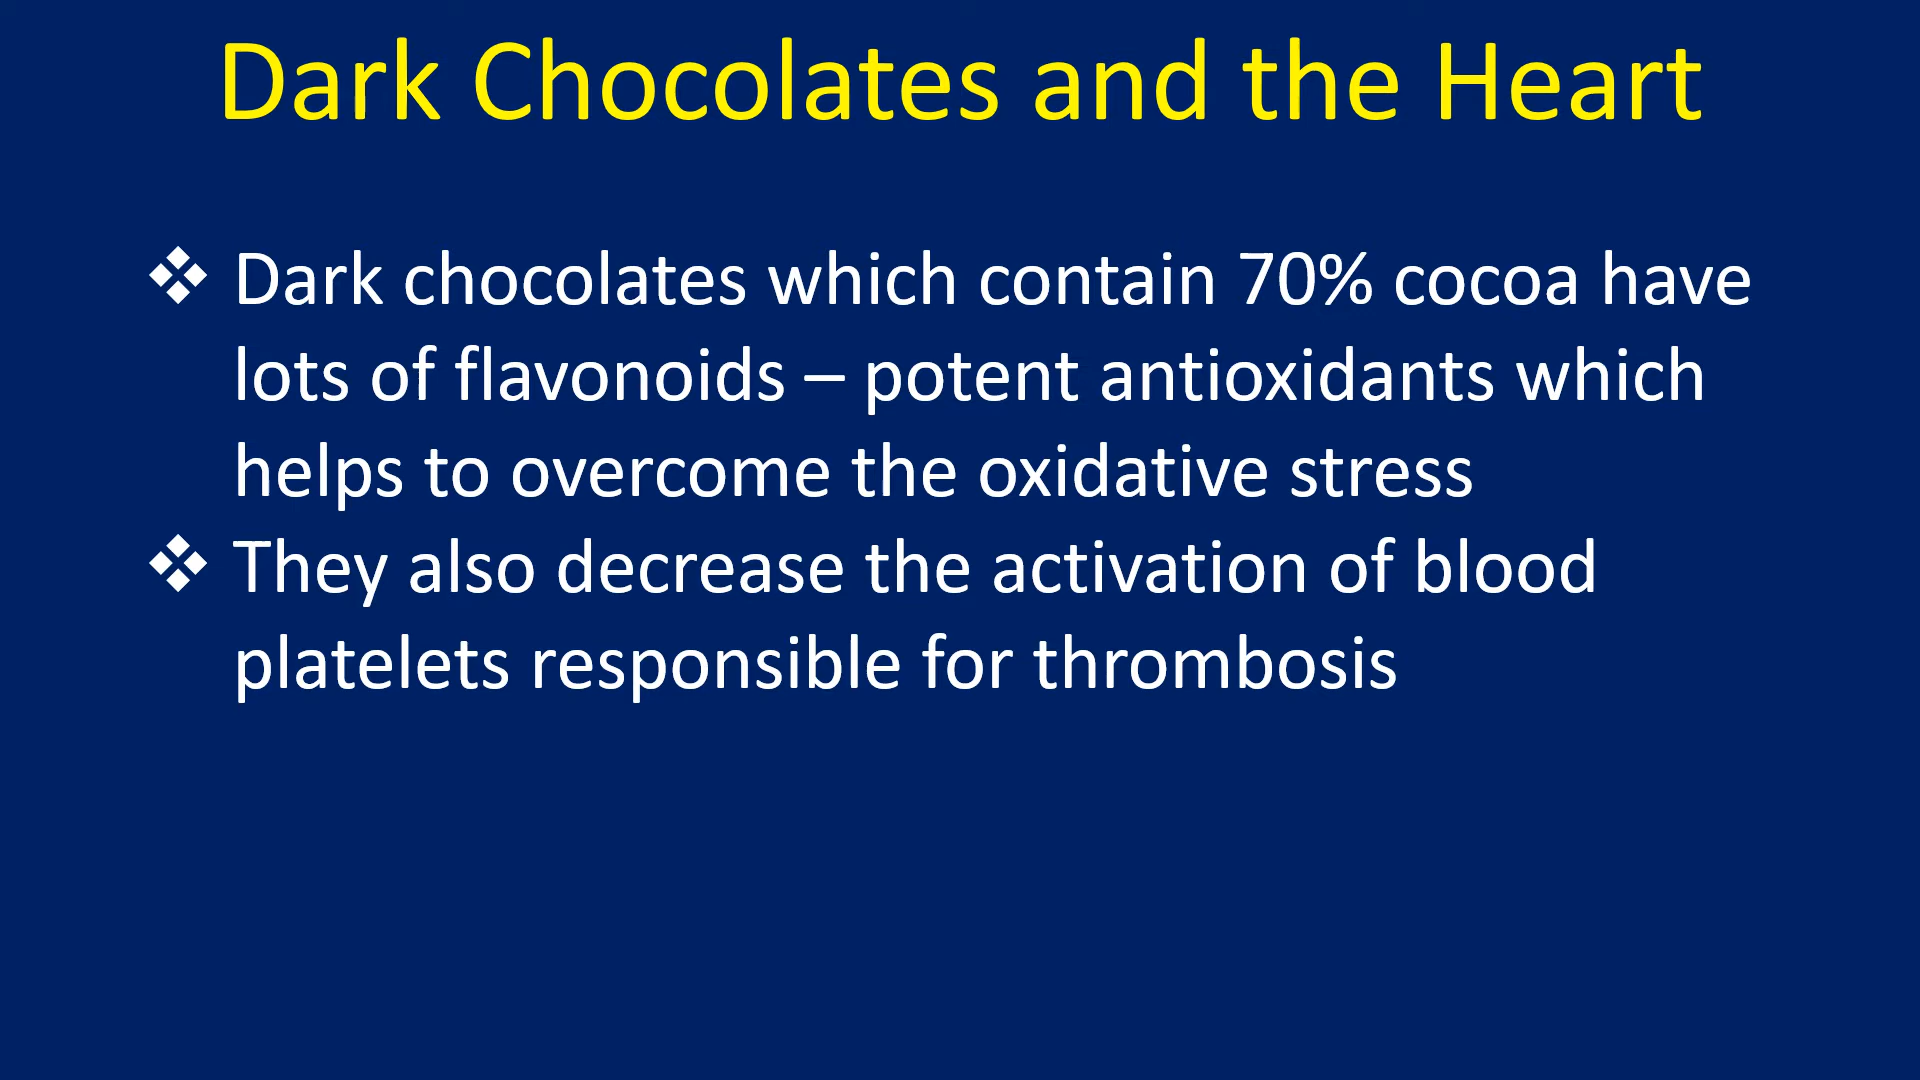 Dark Chocolates and the Heart
❖ Dark chocolates which contain 70% cocoa have
lots of flavonoids – potent antioxidants which
helps to overcome the oxidative stress
❖ They also decrease the activation of blood
platelets responsible for thrombosis